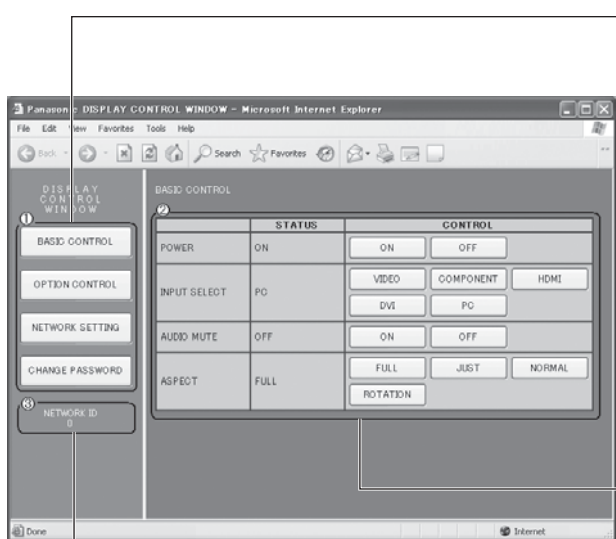 Panasonic DISPLAY CONTROL WINDOW - Microsoft Internet Explorer
File Edit View Favorites Tools Help
Back Search Favorites
DISPLAY
CONTROL
WINDOW
①
BASIC CONTROL
OPTION CONTROL
NETWORK SETTING
CHANGE PASSWORD
③
NETWORK ID
0
BASIC CONTROL
②
STATUS CONTROL
POWER ON ON OFF
INPUT SELECT PC VIDEO COMPONENT HDMI
DVI PC
AUDIO MUTE OFF ON OFF
ASPECT FULL FULL JUST NORMAL
ROTATION
Done Internet